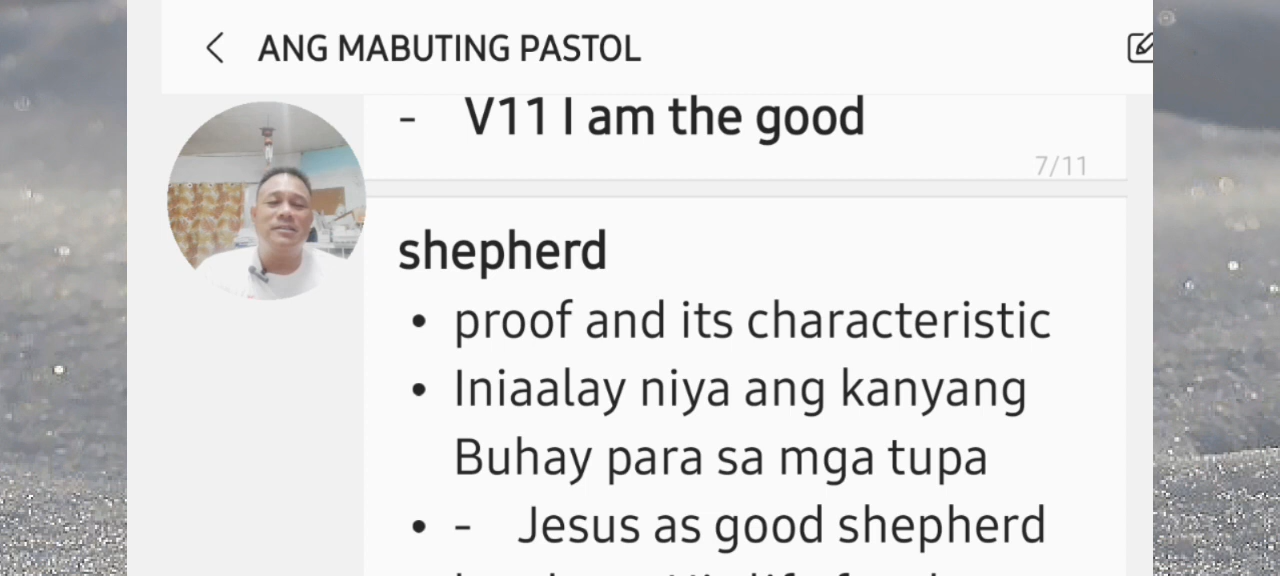 ANG MABUTING PASTOL
- V11 I am the good
7/11
shepherd
• proof and its characteristic
• Iniaalay niya ang kanyang
Buhay para sa mga tupa
• - Jesus as good shepherd